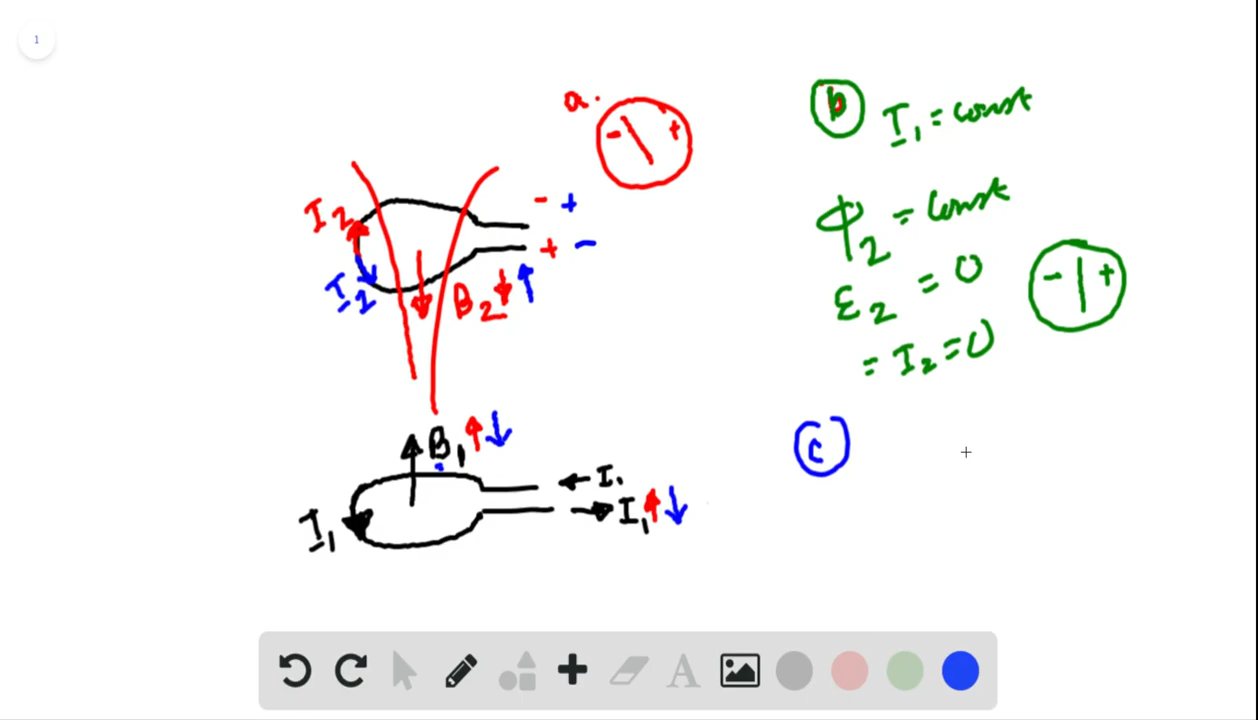 1
a.
- +
b I₁ = const
I₂
- +
+ -
I₂
B₂
ϕ₂ = const
ε₂ = 0
- +
= I₂ = 0
B₁
c
I₁
I₁
I₁
A